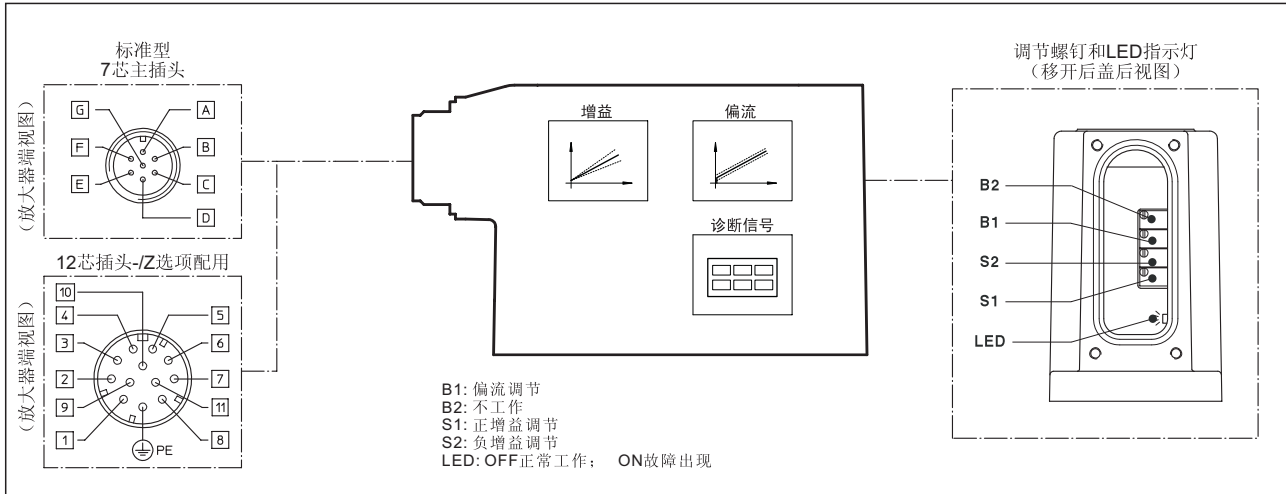 标准型
7芯主插头
(放大器端视图)
G
A
F
B
E
C
D
12芯插头-/Z选项配用
(放大器端视图)
10
4
5
3
6
2
7
9
11
1
8
PE
增益
偏流
诊断信号
B1: 偏流调节
B2: 不工作
S1: 正增益调节
S2: 负增益调节
LED: OFF正常工作; ON故障出现
调节螺钉和LED指示灯
(移开后盖后视图)
B2
B1
S2
S1
LED